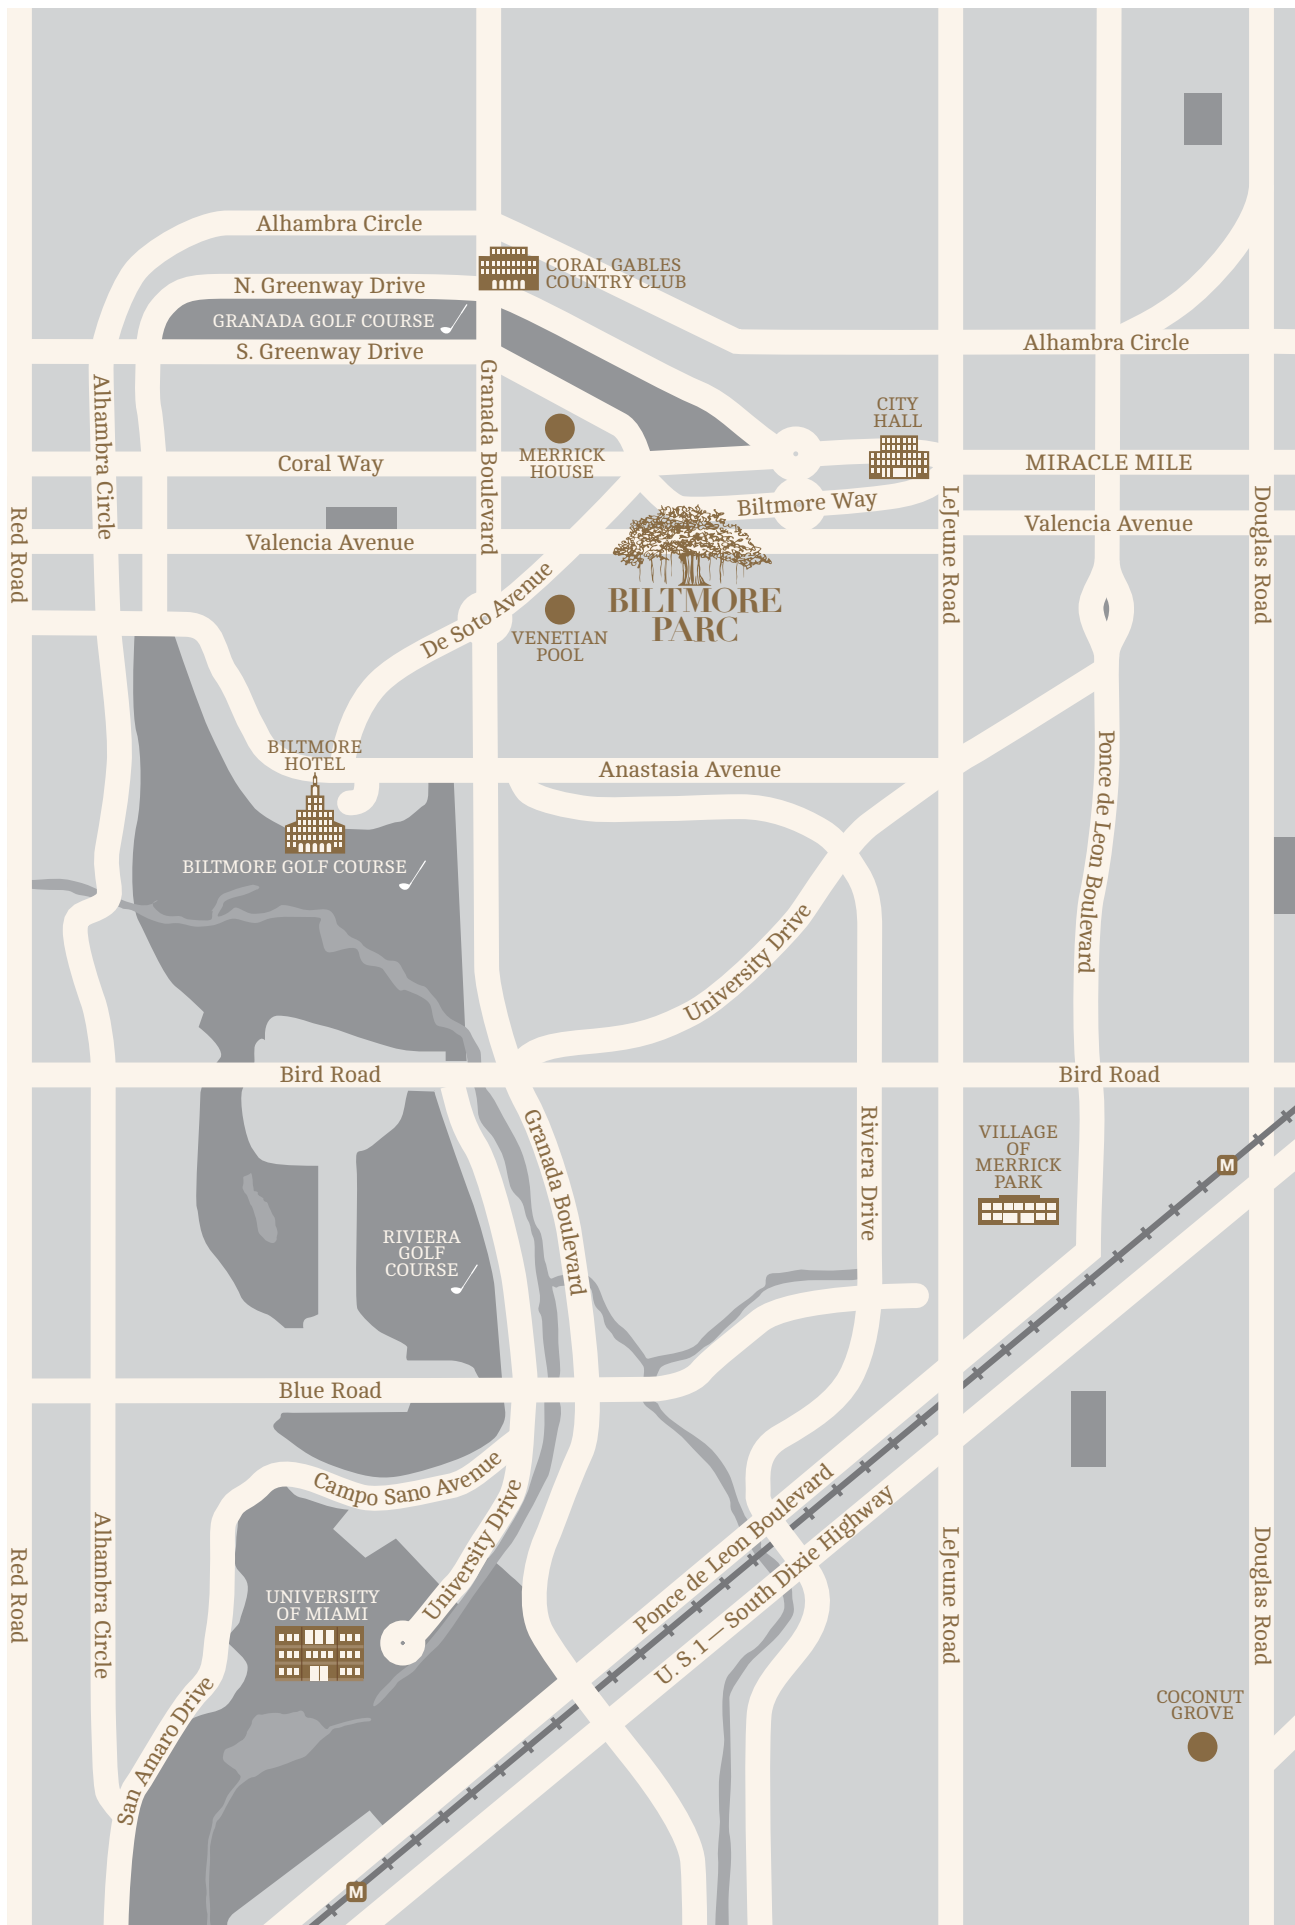 Alhambra Circle
CORAL GABLES
COUNTRY CLUB
N. Greenway Drive
GRANADA GOLF COURSE
S. Greenway Drive
Alhambra Circle
Alhambra Circle
Granada Boulevard
CITY
HALL
MERRICK
HOUSE
Coral Way
MIRACLE MILE
Biltmore Way
Red Road
LeJeune Road
Douglas Road
Valencia Avenue
Valencia Avenue
De Soto Avenue
BILTMORE
PARC
VENETIAN
POOL
BILTMORE
HOTEL
Anastasia Avenue
Ponce de Leon Boulevard
BILTMORE GOLF COURSE
University Drive
Bird Road
Bird Road
Granada Boulevard
Riviera Drive
VILLAGE
OF
MERRICK
PARK
M
RIVIERA
GOLF
COURSE
Blue Road
Campo Sano Avenue
University Drive
Ponce de Leon Boulevard
U. S. 1 — South Dixie Highway
Red Road
Alhambra Circle
LeJeune Road
Douglas Road
UNIVERSITY
OF MIAMI
San Amaro Drive
COCONUT
GROVE
M